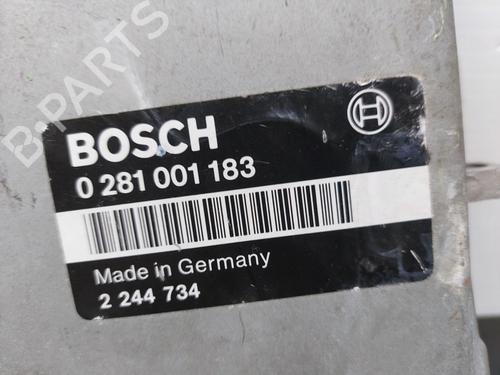 B-PARTS
BOSCH
0 281 001 183
Made in Germany
2 244 734